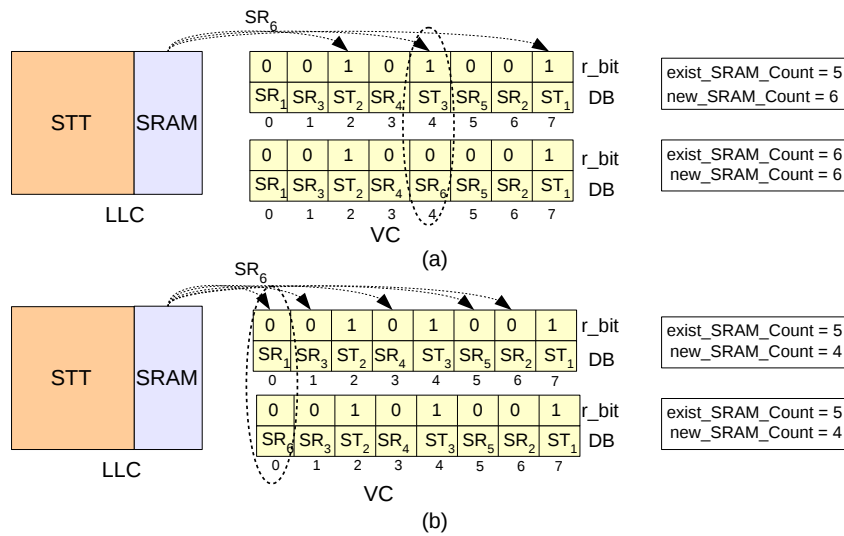 SR6
0 0 1 0 1 0 0 1 r_bit
SR1 SR3 ST2 SR4 ST3 SR5 SR2 ST1 DB
0 1 2 3 4 5 6 7
exist_SRAM_Count = 5
new_SRAM_Count = 6
STT SRAM
0 0 1 0 0 0 0 1 r_bit
SR1 SR3 ST2 SR4 SR6 SR5 SR2 ST1 DB
0 1 2 3 4 5 6 7
exist_SRAM_Count = 6
new_SRAM_Count = 6
LLC
VC
(a)
SR6
0 0 1 0 1 0 0 1 r_bit
SR1 SR3 ST2 SR4 ST3 SR5 SR2 ST1 DB
0 1 2 3 4 5 6 7
exist_SRAM_Count = 5
new_SRAM_Count = 4
STT SRAM
0 0 1 0 1 0 0 1 r_bit
SR6 SR3 ST2 SR4 ST3 SR5 SR2 ST1 DB
0 1 2 3 4 5 6 7
exist_SRAM_Count = 5
new_SRAM_Count = 4
LLC
VC
(b)